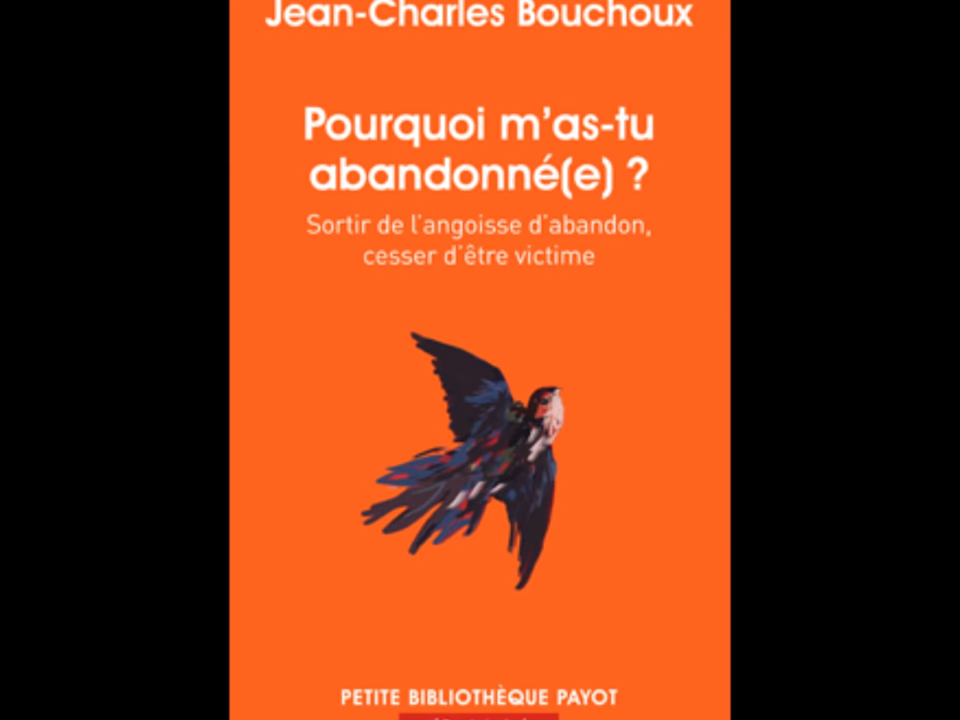 Jean-Charles Bouchoux
Pourquoi m'as-tu
abandonné(e) ?
Sortir de l'angoisse d'abandon,
cesser d'être victime
PETITE BIBLIOTHÈQUE PAYOT